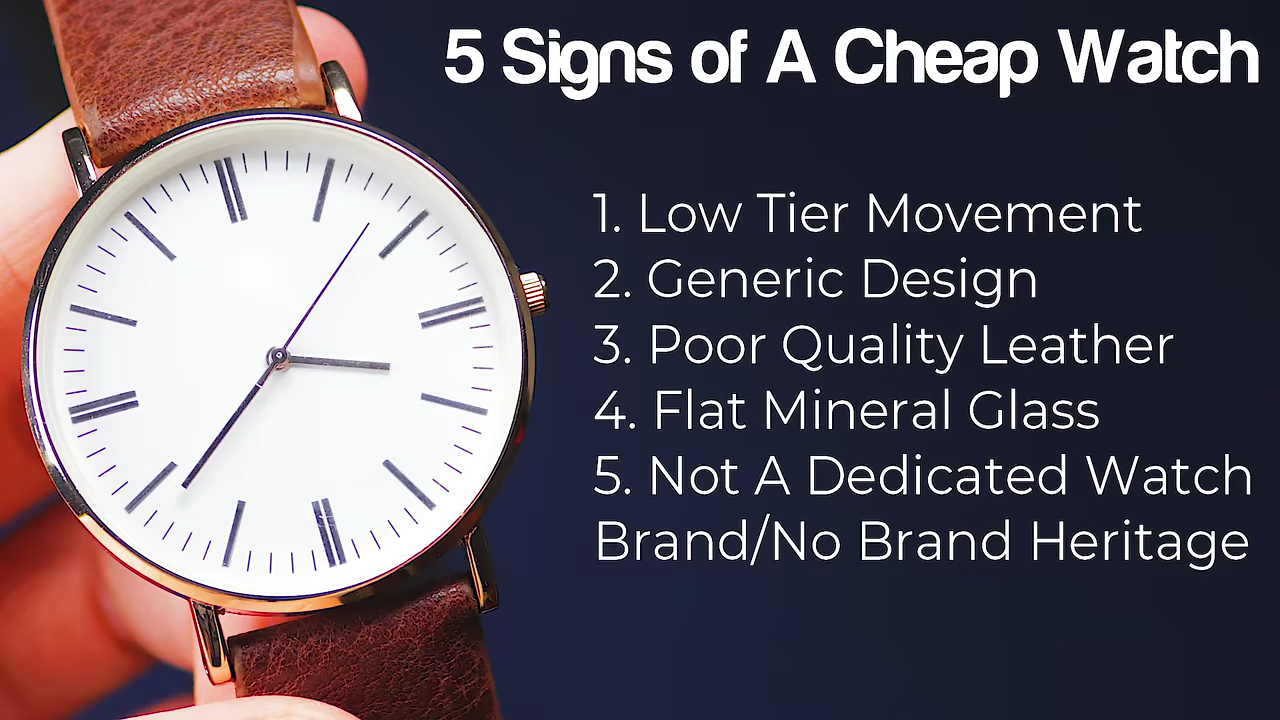 5 Signs of A Cheap Watch
1. Low Tier Movement
2. Generic Design
3. Poor Quality Leather
4. Flat Mineral Glass
5. Not A Dedicated Watch
Brand/No Brand Heritage